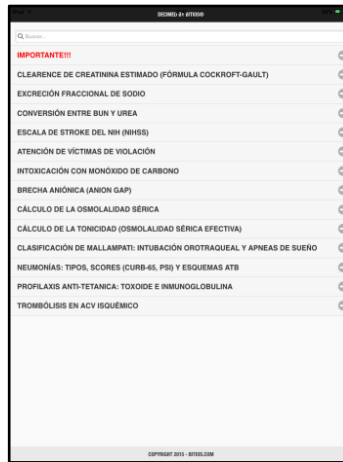 DECIMED A+ BITIOS®
Buscar...
IMPORTANTE!!!
CLEARENCE DE CREATININA ESTIMADO (FÓRMULA COCKROFT-GAULT)
EXCRECIÓN FRACCIONAL DE SODIO
CONVERSIÓN ENTRE BUN Y UREA
ESCALA DE STROKE DEL NIH (NIHSS)
ATENCIÓN DE VÍCTIMAS DE VIOLACIÓN
INTOXICACIÓN CON MONÓXIDO DE CARBONO
BRECHA ANIÓNICA (ANION GAP)
CÁLCULO DE LA OSMOLALIDAD SÉRICA
CÁLCULO DE LA TONICIDAD (OSMOLALIDAD SÉRICA EFECTIVA)
CLASIFICACIÓN DE MALLAMPATI: INTUBACIÓN OROTRAQUEAL Y APNEAS DE SUEÑO
NEUMONÍAS: TIPOS, SCORES (CURB-65, PSI) Y ESQUEMAS ATB
PROFILAXIS ANTI-TETANICA: TOXOIDE E INMUNOGLOBULINA
TROMBÓLISIS EN ACV ISQUÉMICO
COPYRIGHT 2015 - BITIOS.COM